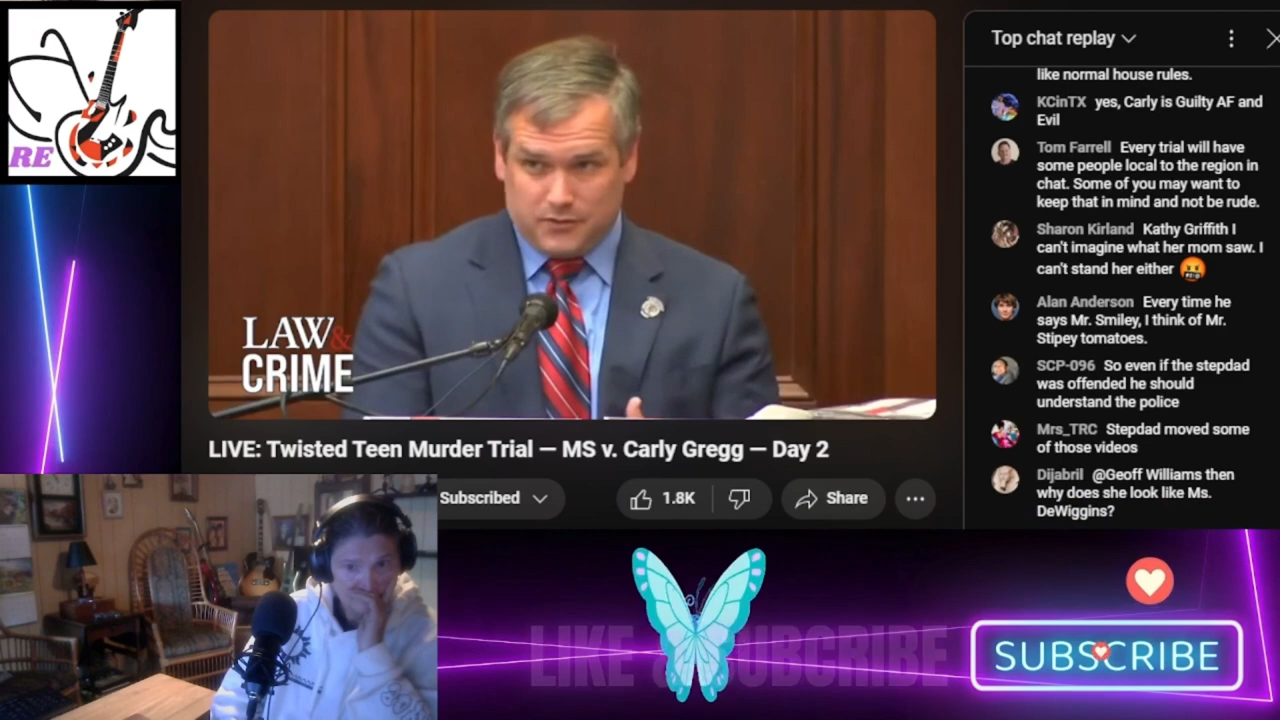 RE
LAW&
CRIME
LIVE: Twisted Teen Murder Trial — MS v. Carly Gregg — Day 2
Subscribed
1.8K
Share
Top chat replay
like normal house rules.
KCinTX yes, Carly is Guilty AF and
Evil
Tom Farrell Every trial will have
some people local to the region in
chat. Some of you may want to
keep that in mind and not be rude.
Sharon Kirland Kathy Griffith I
can't imagine what her mom saw. I
can't stand her either
Alan Anderson Every time he
says Mr. Smiley, I think of Mr.
Stipey tomatoes.
SCP-096 So even if the stepdad
was offended he should
understand the police
Mrs_TRC Stepdad moved some
of those videos
Dijabril @Geoff Williams then
why does she look like Ms.
DeWiggins?
LIKE & SUBCRIBE
SUBSCRIBE